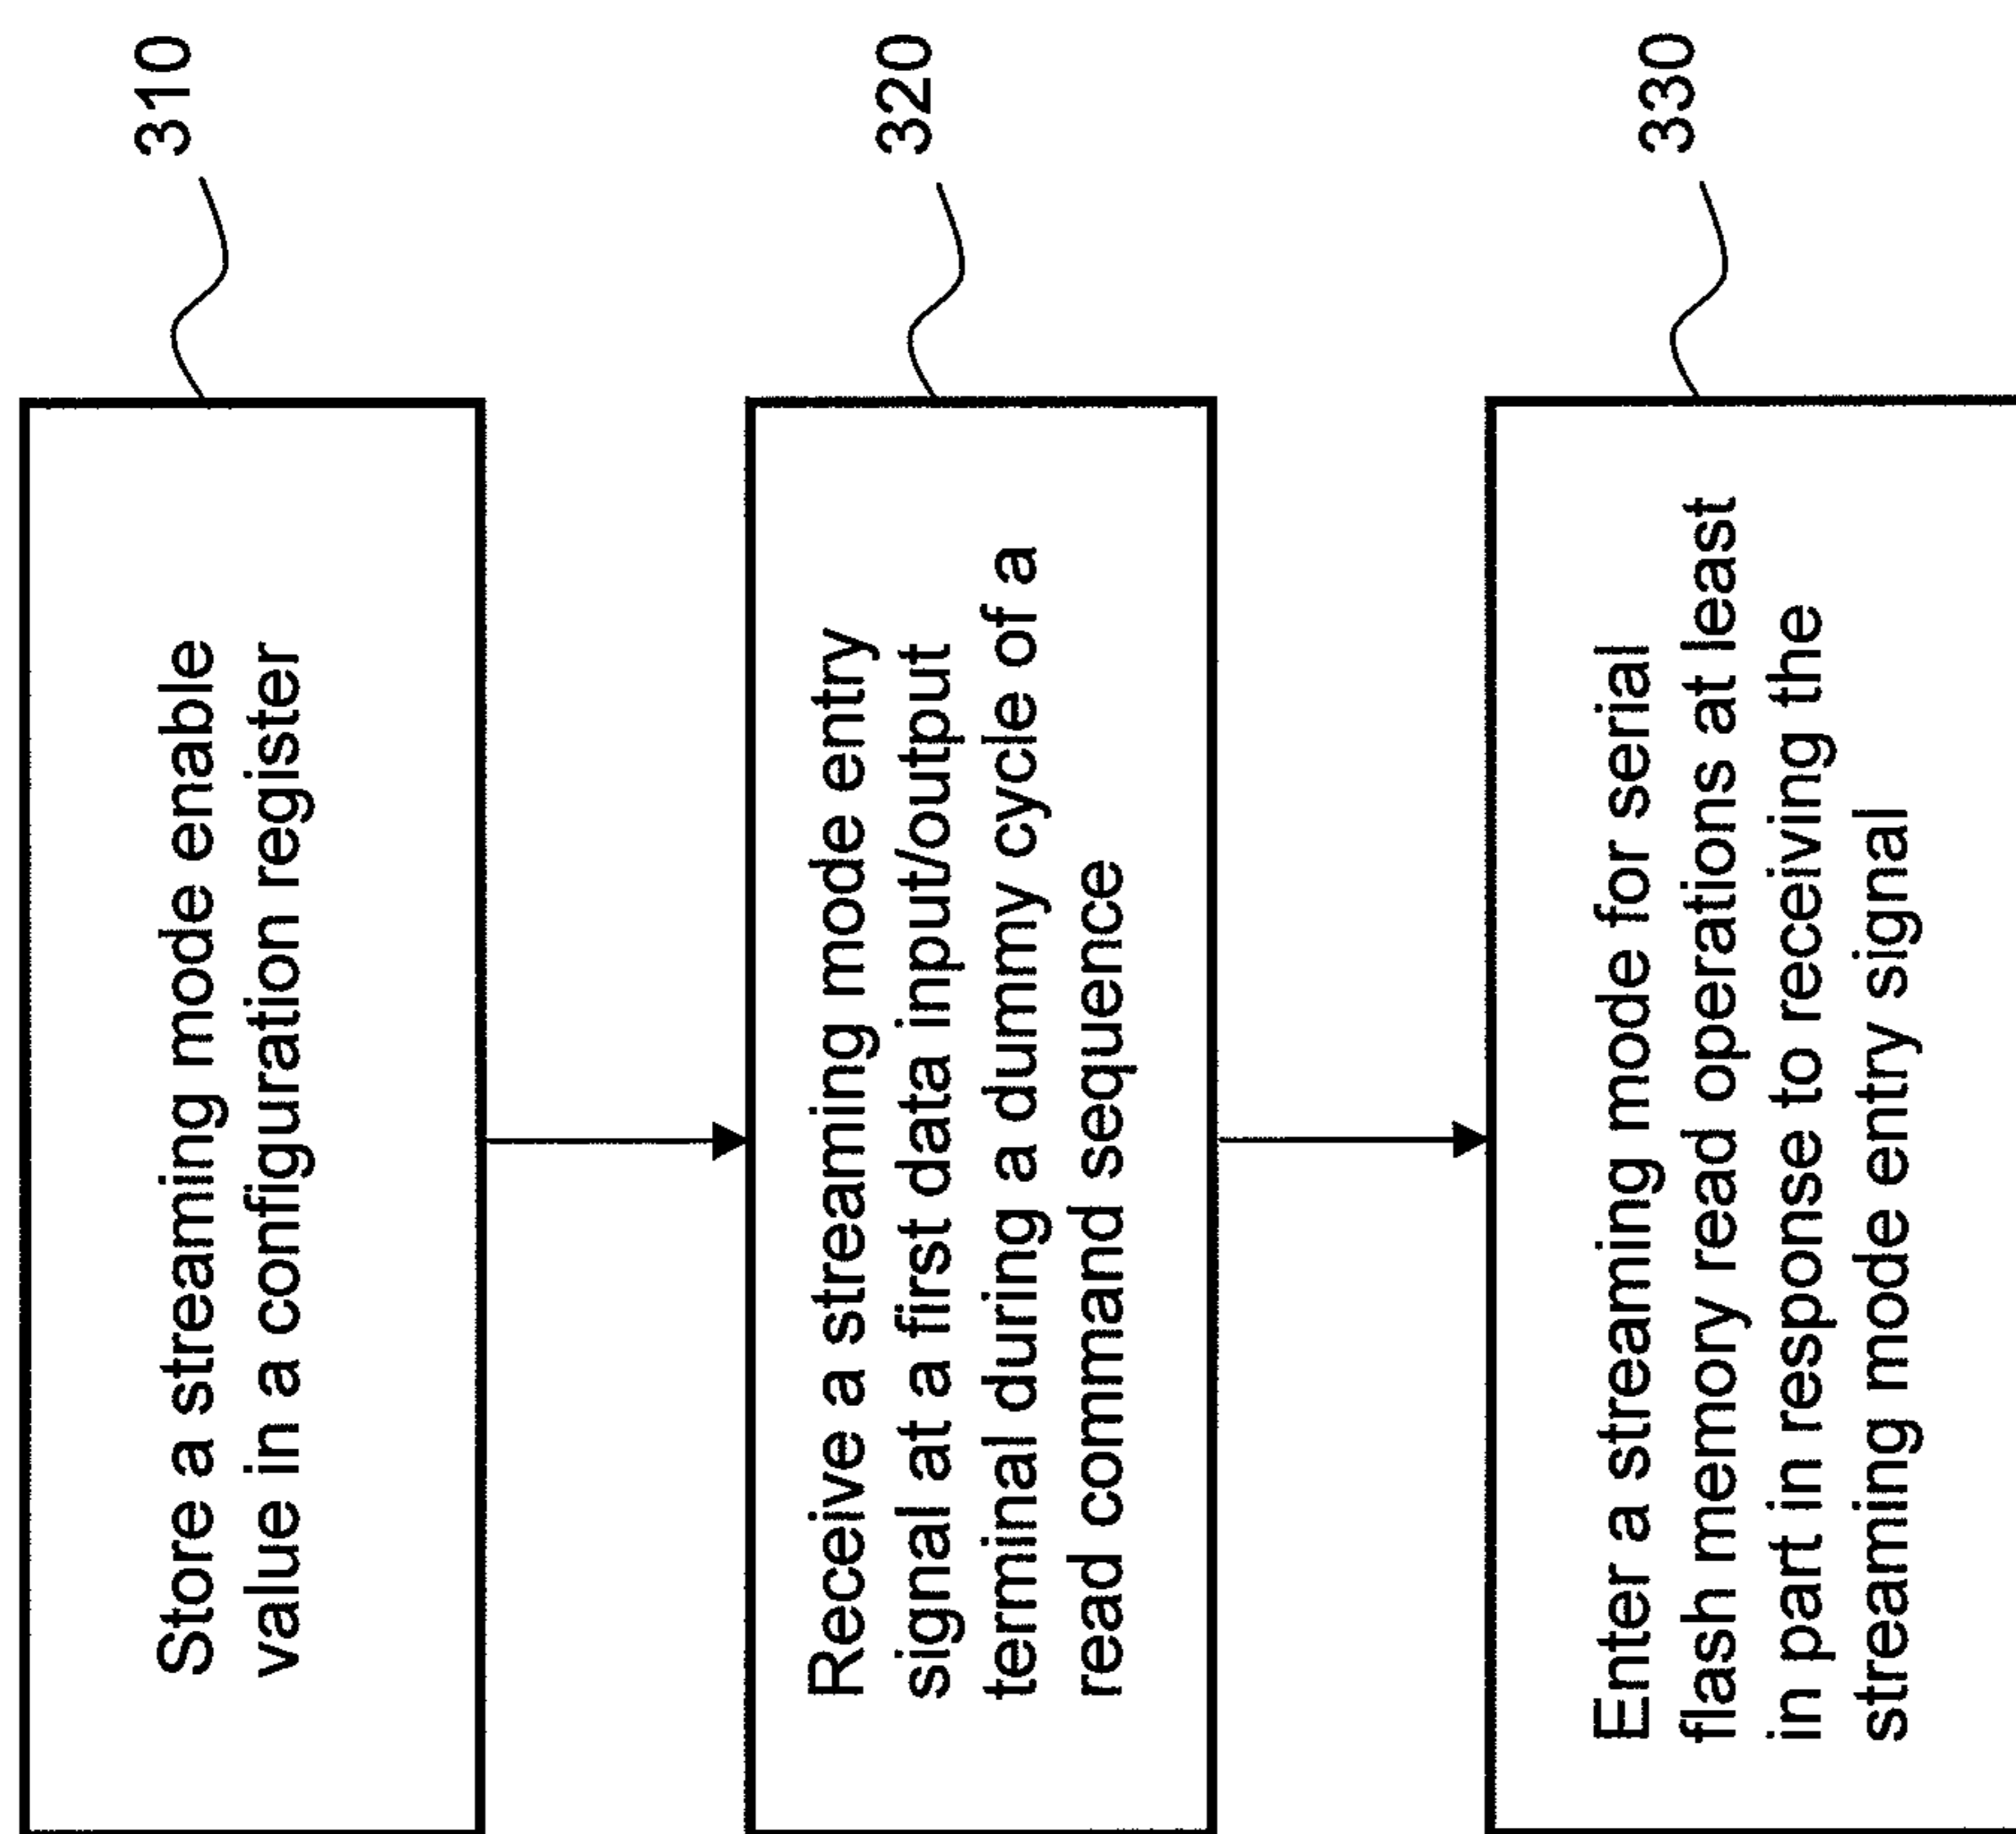 310
Store a streaming mode enable
value in a configuration register
320
Receive a streaming mode entry
signal at a first data input/output
terminal during a dummy cycle of a
read command sequence
330
Enter a streaming mode for serial
flash memory read operations at least
in part in response to receiving the
streaming mode entry signal